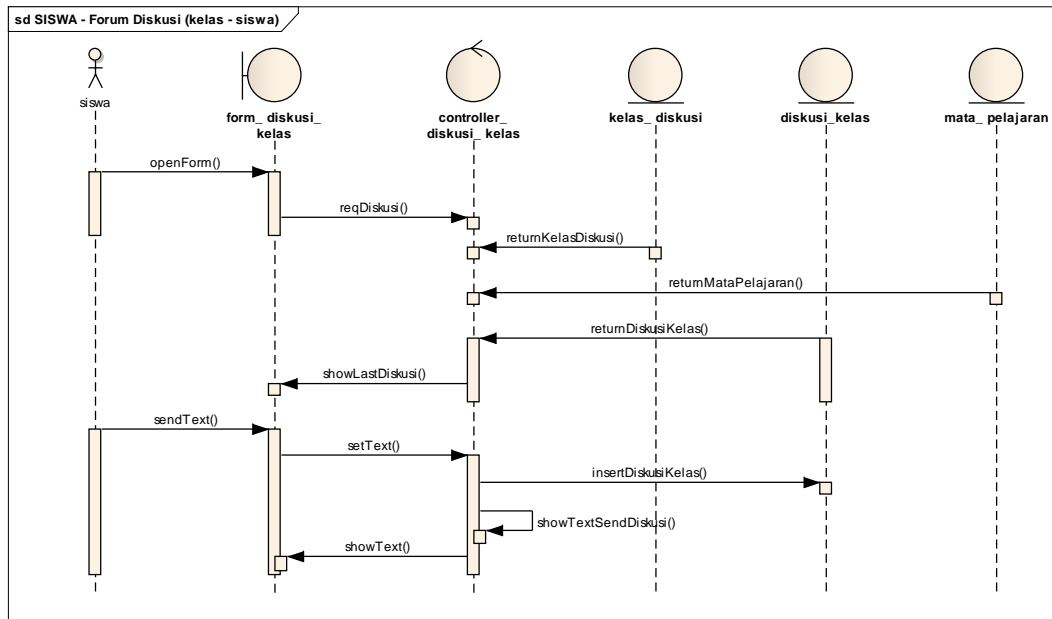 sd SISWA - Forum Diskusi (kelas - siswa)
siswa
form_ diskusi_
kelas
controller_
diskusi_ kelas
kelas_ diskusi
diskusi_kelas
mata_ pelajaran
openForm()
reqDiskusi()
returnKelasDiskusi()
returnMataPelajaran()
returnDiskusiKelas()
showLastDiskusi()
sendText()
setText()
insertDiskusiKelas()
showTextSendDiskusi()
showText()